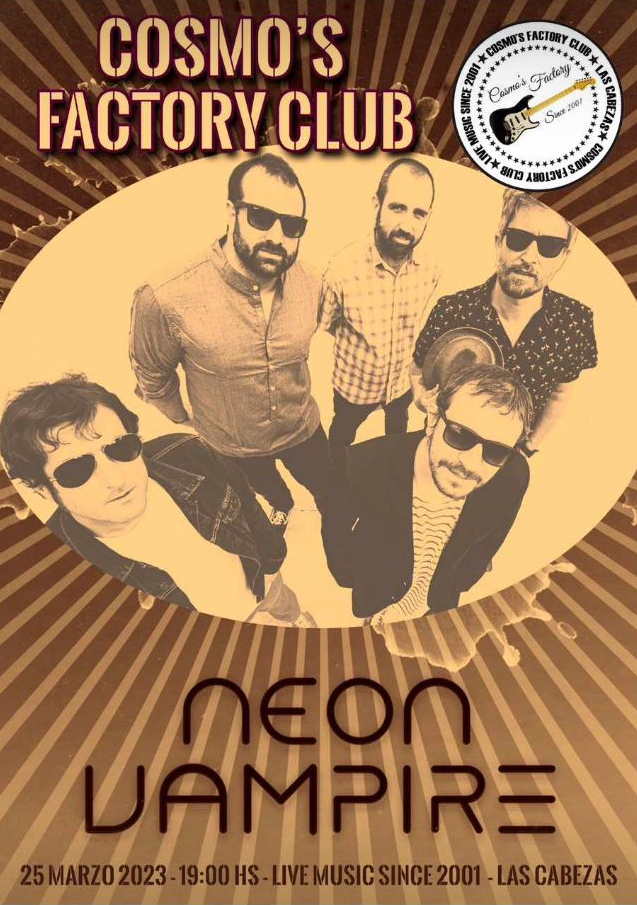 COSMO'S
FACTORY CLUB
★ COSMO'S FACTORY CLUB ★ LAS CABEZAS ★ COSMO'S FACTORY CLUB ★ LIVE MUSIC SINCE 2001
Cosmo's Factory
Since 2001
NEON
VAMPIRE
25 MARZO 2023 - 19:00 HS - LIVE MUSIC SINCE 2001 - LAS CABEZAS